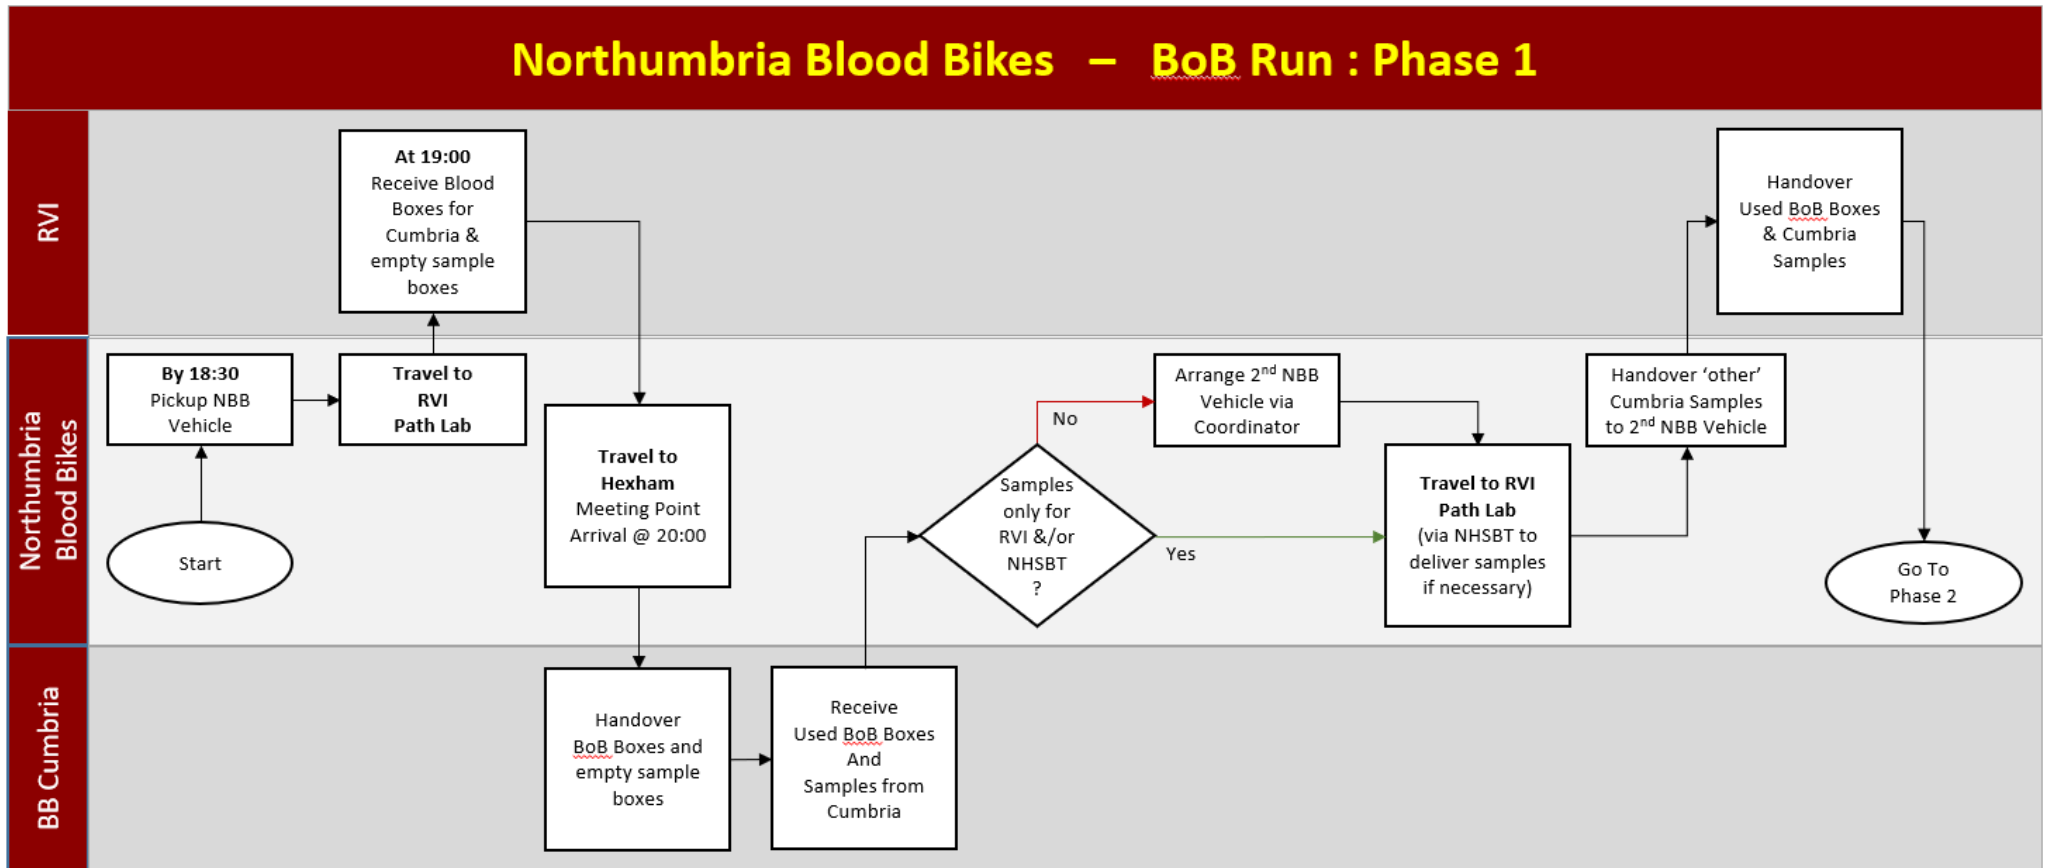 Northumbria Blood Bikes – BoB Run : Phase 1
RVI
At 19:00
Receive Blood
Boxes for
Cumbria &
empty sample
boxes
Handover
Used BoB Boxes
& Cumbria
Samples
Northumbria
Blood Bikes
Start
By 18:30
Pickup NBB
Vehicle
Travel to
RVI
Path Lab
Travel to
Hexham
Meeting Point
Arrival @ 20:00
Samples
only for
RVI &/or
NHSBT
?
No
Yes
Arrange 2nd NBB
Vehicle via
Coordinator
Travel to RVI
Path Lab
(via NHSBT to
deliver samples
if necessary)
Handover ‘other’
Cumbria Samples
to 2nd NBB Vehicle
Go To
Phase 2
BB Cumbria
Handover
BoB Boxes and
empty sample
boxes
Receive
Used BoB Boxes
And
Samples from
Cumbria